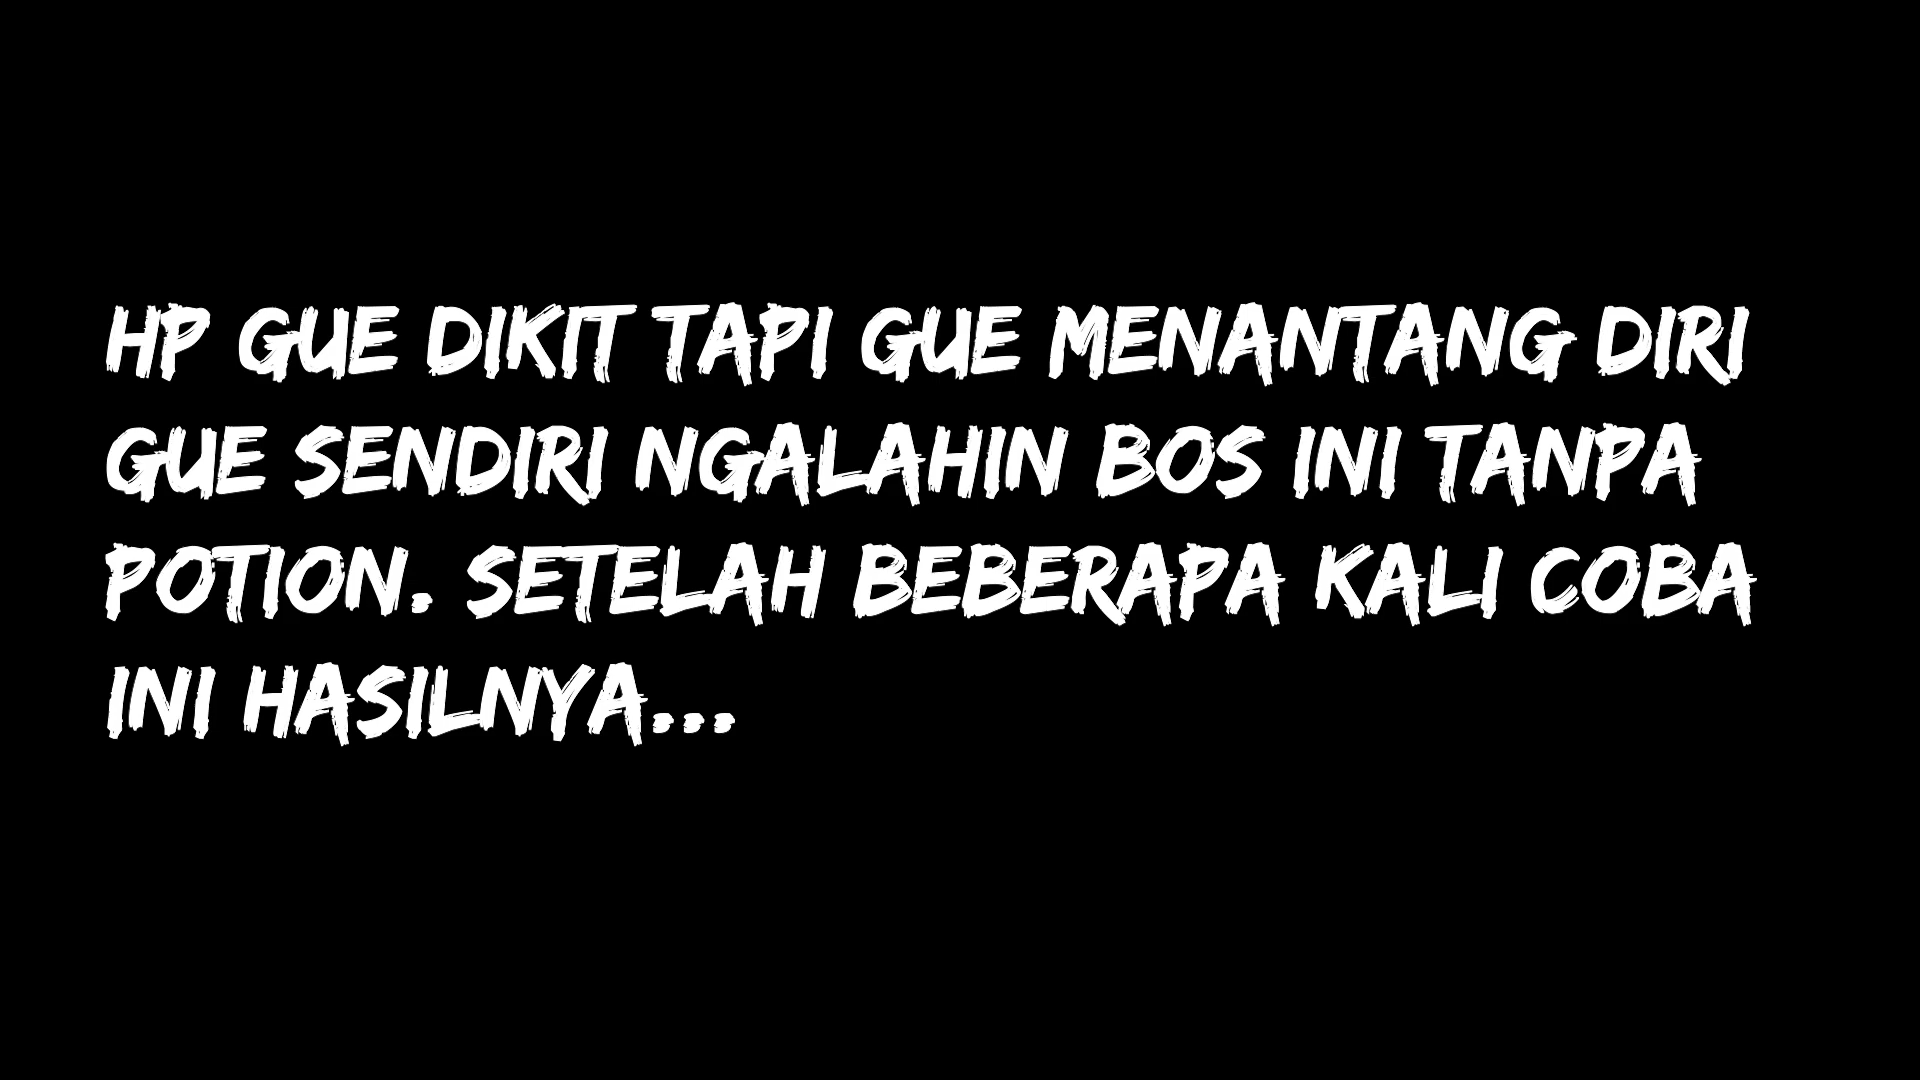 HP GUE DIKIT TAPI GUE MENANTANG DIRI
GUE SENDIRI NGALAHIN BOS INI TANPA
POTION. SETELAH BEBERAPA KALI COBA
INI HASILNYA...